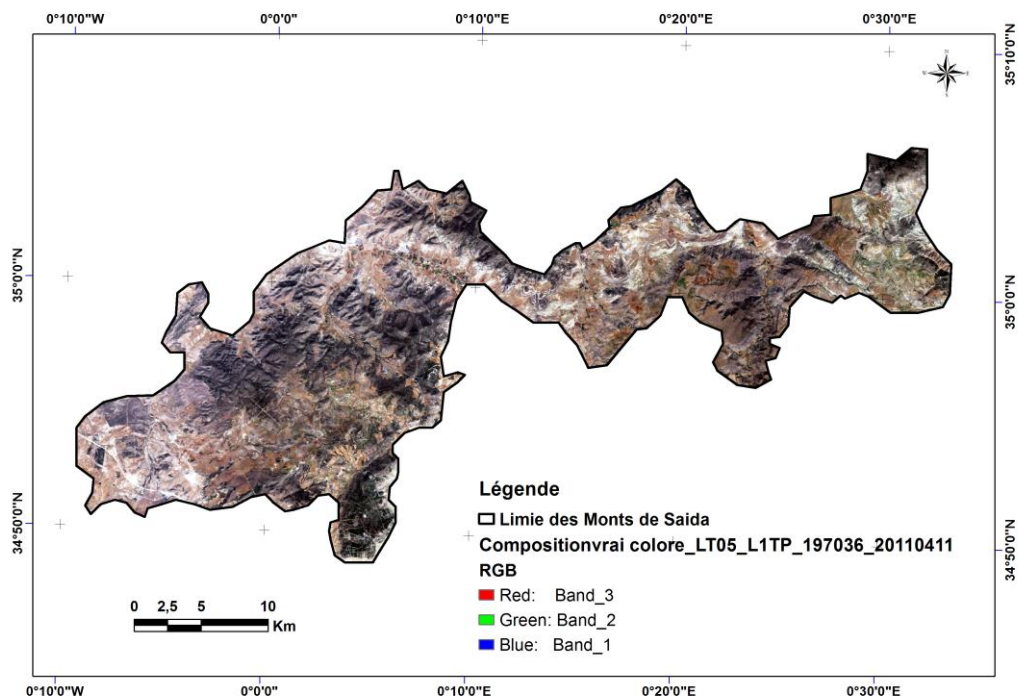 0°10'0"W 0°0'0" 0°10'0"E 0°20'0"E 0°30'0"E
35°10'0"N
N
W E
S
35°0'0"N
35°0'0"N
34°50'0"N
34°50'0"N
Légende
Limie des Monts de Saida
Compositionvrai colore_LT05_L1TP_197036_20110411
RGB
Red: Band_3
Green: Band_2
Blue: Band_1
0 2,5 5 10
Km
0°10'0"W 0°0'0" 0°10'0"E 0°20'0"E 0°30'0"E